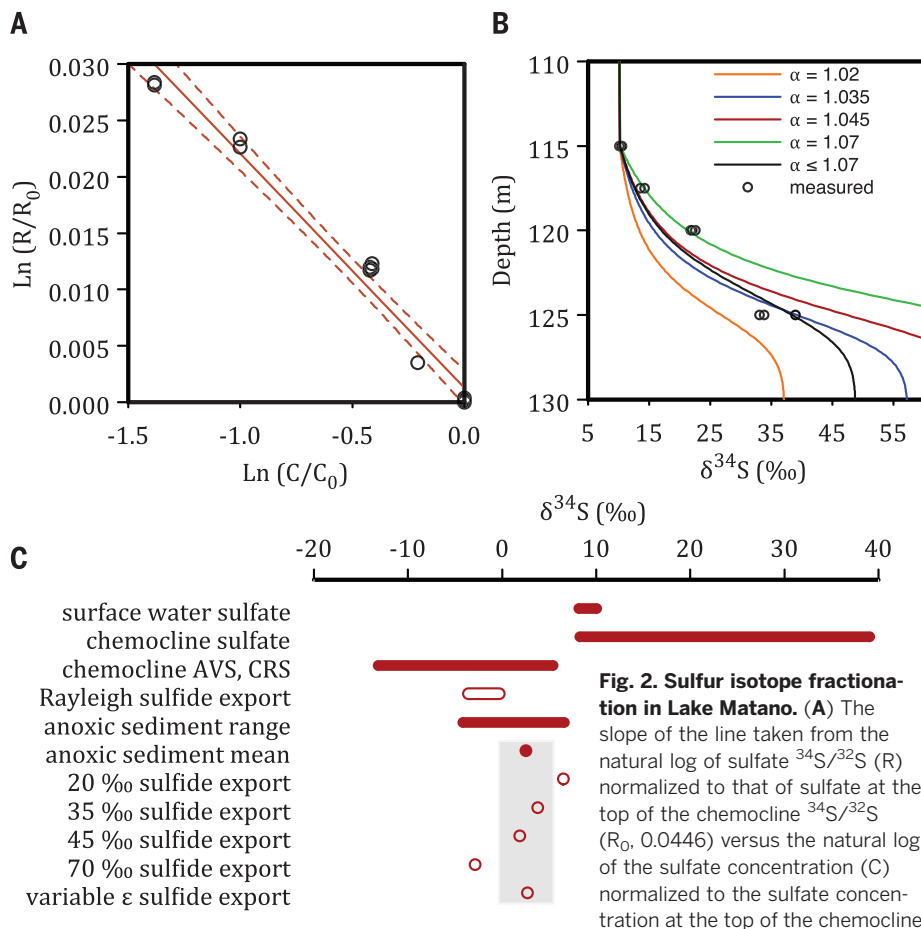 A
Ln (R/R₀)
0.030
0.025
0.020
0.015
0.010
0.005
0.000
-1.5
-1.0
-0.5
0.0
Ln (C/C₀)
B
Depth (m)
110
115
120
125
130
α = 1.02
α = 1.035
α = 1.045
α = 1.07
α ≤ 1.07
measured
5
15
25
35
45
55
δ³⁴S (‰)
C
δ³⁴S (‰)
-20
-10
0
10
20
30
40
surface water sulfate
chemocline sulfate
chemocline AVS, CRS
Rayleigh sulfide export
anoxic sediment range
anoxic sediment mean
20 ‰ sulfide export
35 ‰ sulfide export
45 ‰ sulfide export
70 ‰ sulfide export
variable ε sulfide export
Fig. 2. Sulfur isotope fractiona-
tion in Lake Matano. (A) The
slope of the line taken from the
natural log of sulfate ³⁴S/³²S (R)
normalized to that of sulfate at the
top of the chemocline ³⁴S/³²S
(R₀, 0.0446) versus the natural log
of the sulfate concentration (C)
normalized to the sulfate concen-
tration at the top of the chemocline